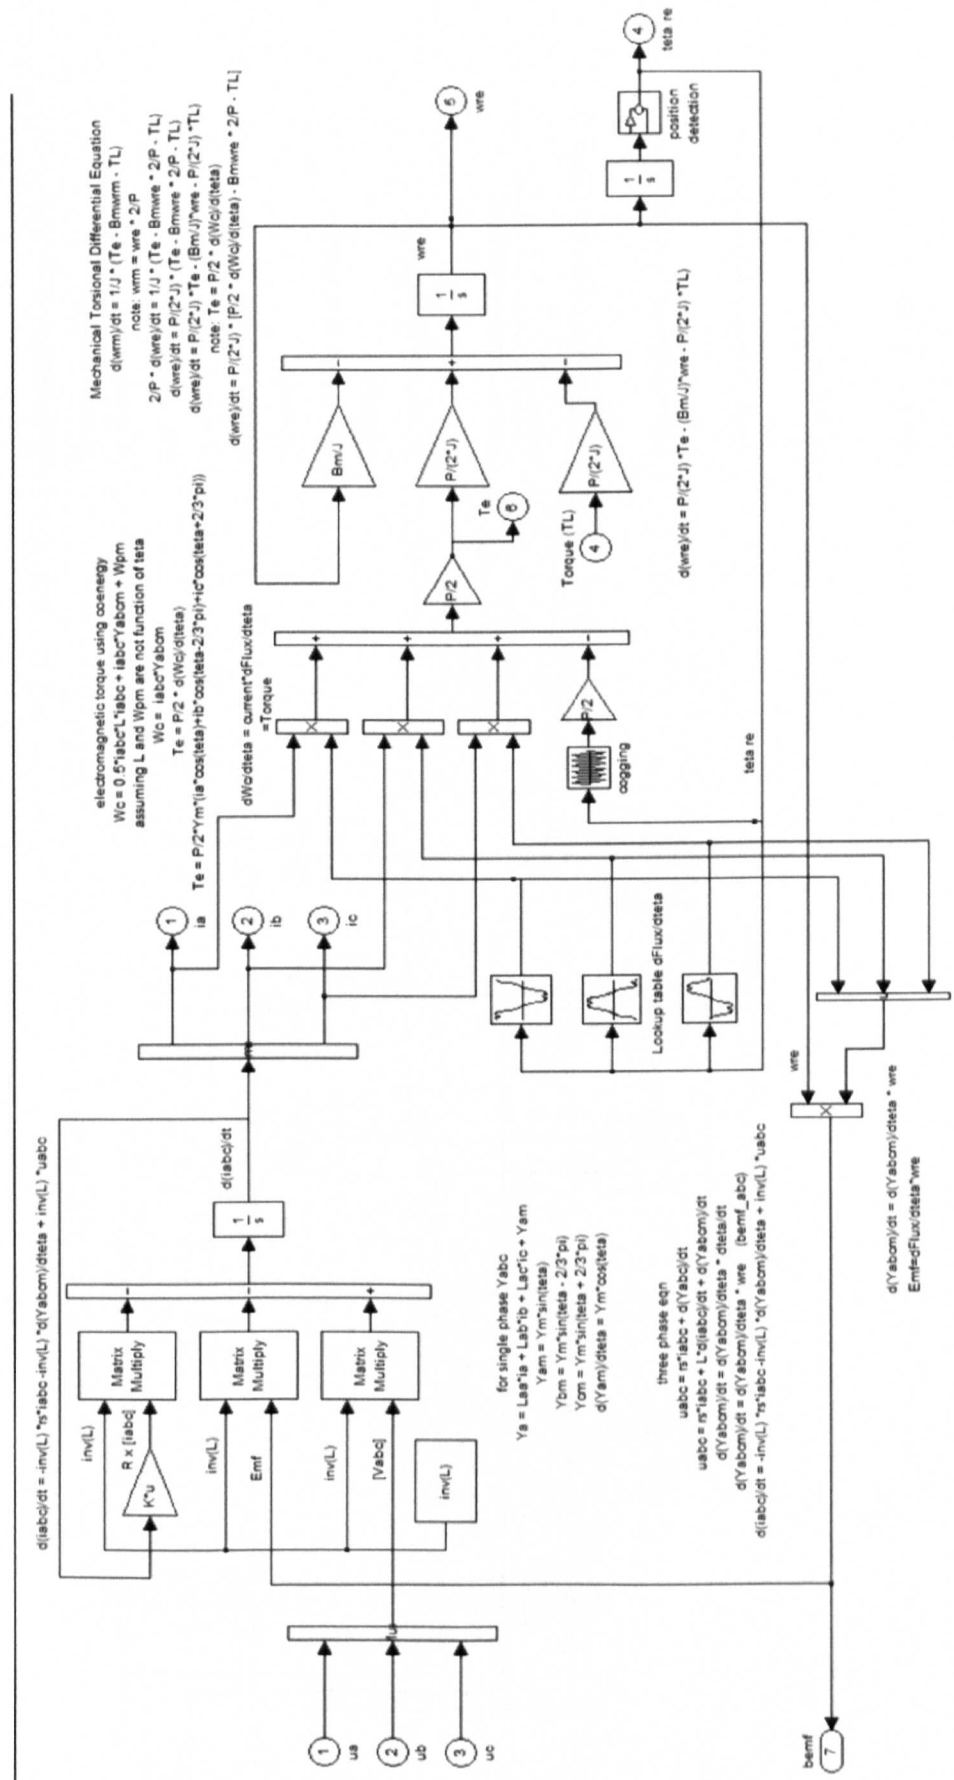 d(iabc)/dt = -inv(L) *rs*iabc -inv(L) *d(Yabcm)/dteta + inv(L) *uabc
inv(L)
R x [iabc]
K*u
Matrix
Multiply
inv(L)
Emf
Matrix
Multiply
inv(L)
[Vabc]
Matrix
Multiply
inv(L)
-
-
+
1
s
d(iabc)/dt
1
ua
2
ub
3
uc
1
ia
2
ib
3
ic
for single phase Yabc
Ya = Laa*ia + Lab*ib + Lac*ic + Yam
Yam = Ym*sin(teta)
Ybm = Ym*sin(teta - 2/3*pi)
Ycm = Ym*sin(teta + 2/3*pi)
d(Yam)/dteta = Ym*cos(teta)
three phase eqn
uabc = rs*iabc + d(Yabc)/dt
uabc = rs*iabc + L*d(iabc)/dt + d(Yabcm)/dt
d(Yabcm)/dt = d(Yabcm)/dteta * dteta/dt
d(Yabcm)/dt = d(Yabcm)/dteta * wre (bemf_abc)
d(iabc)/dt = -inv(L) *rs*iabc -inv(L) *d(Yabcm)/dteta + inv(L) *uabc
bemf
7
electromagnetic torque using coenergy
Wc = 0.5*iabc*L*iabc + iabc*Yabcm + Wpm
assuming L and Wpm are not function of teta
Wc = iabc*Yabcm
Te = P/2 * d(Wc)/d(teta)
Te = P/2*Ym*(ia*cos(teta)+ib*cos(teta-2/3*pi)+ic*cos(teta+2/3*pi))
dWc/dteta = current*dFlux/dteta
=Torque
Lookup table dFlux/dteta
cogging
P/2
teta re
+
+
+
-
P/2
Te
6
Torque (TL)
4
Bm/J
P/(2*J)
P/(2*J)
-
+
-
1
s
wre
5
wre
d(wre)/dt = P/(2*J) *Te - (Bm/J)*wre - P/(2*J) *TL)
Mechanical Torsional Differential Equation
d(wrm)/dt = 1/J * (Te - Bmwrm - TL)
note: wrm = wre * 2/P
2/P * d(wre)/dt = 1/J * (Te - Bmwre * 2/P - TL)
d(wre)/dt = P/(2*J) * (Te - Bmwre * 2/P - TL)
d(wre)/dt = P/(2*J) *Te - (Bm/J)*wre - P/(2*J) *TL)
note: Te = P/2 * d(Wc)/d(teta)
d(wre)/dt = P/(2*J) * [P/2 * d(Wc)/d(teta) - Bmwre * 2/P - TL]
1
s
position
detection
4
teta re
wre
d(Yabcm)/dt = d(Yabcm)/dteta * wre
Emf=dFlux/dteta*wre